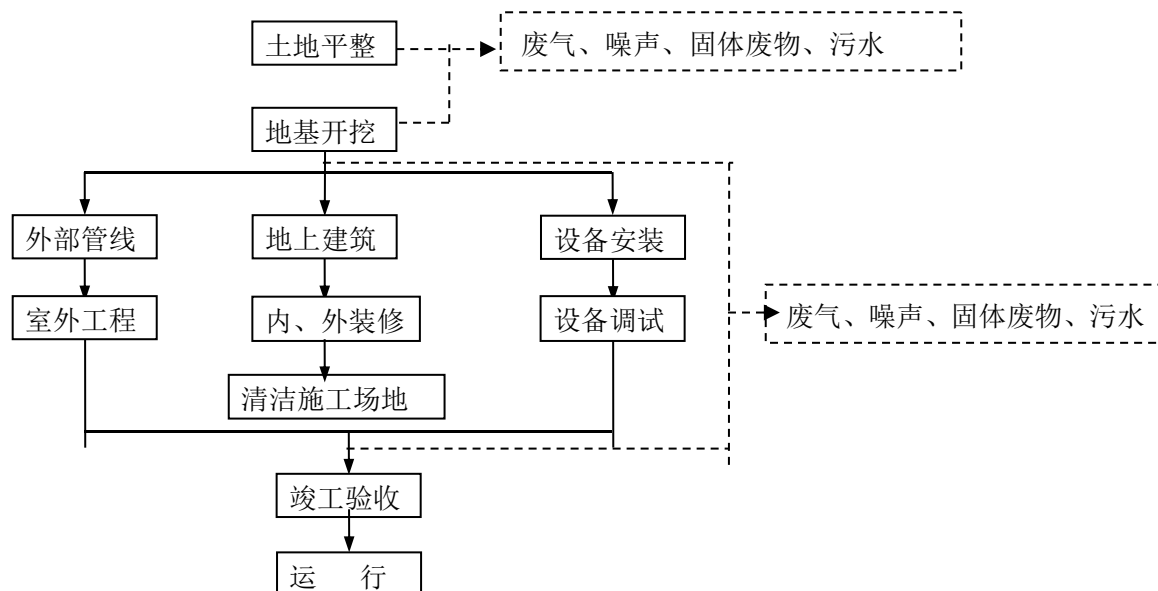 土地平整
废气、噪声、固体废物、污水
地基开挖
外部管线
地上建筑
设备安装
室外工程
内、外装修
设备调试
废气、噪声、固体废物、污水
清洁施工场地
竣工验收
运 行